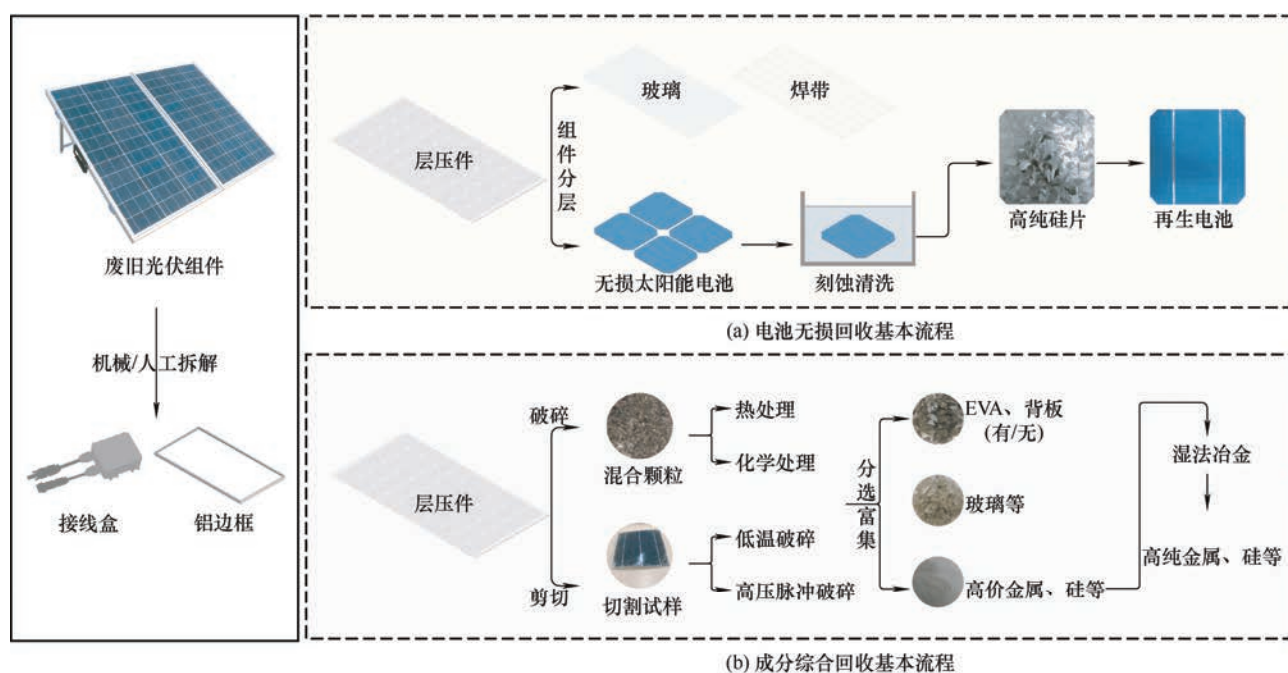 废旧光伏组件
机械/人工拆解
接线盒
铝边框
层压件
组件分层
玻璃
焊带
无损太阳能电池
刻蚀清洗
高纯硅片
再生电池
(a) 电池无损回收基本流程
层压件
破碎
剪切
混合颗粒
切割试样
热处理
化学处理
低温破碎
高压脉冲破碎
分选富集
EVA、背板
(有/无)
玻璃等
高价金属、硅等
湿法冶金
高纯金属、硅等
(b) 成分综合回收基本流程